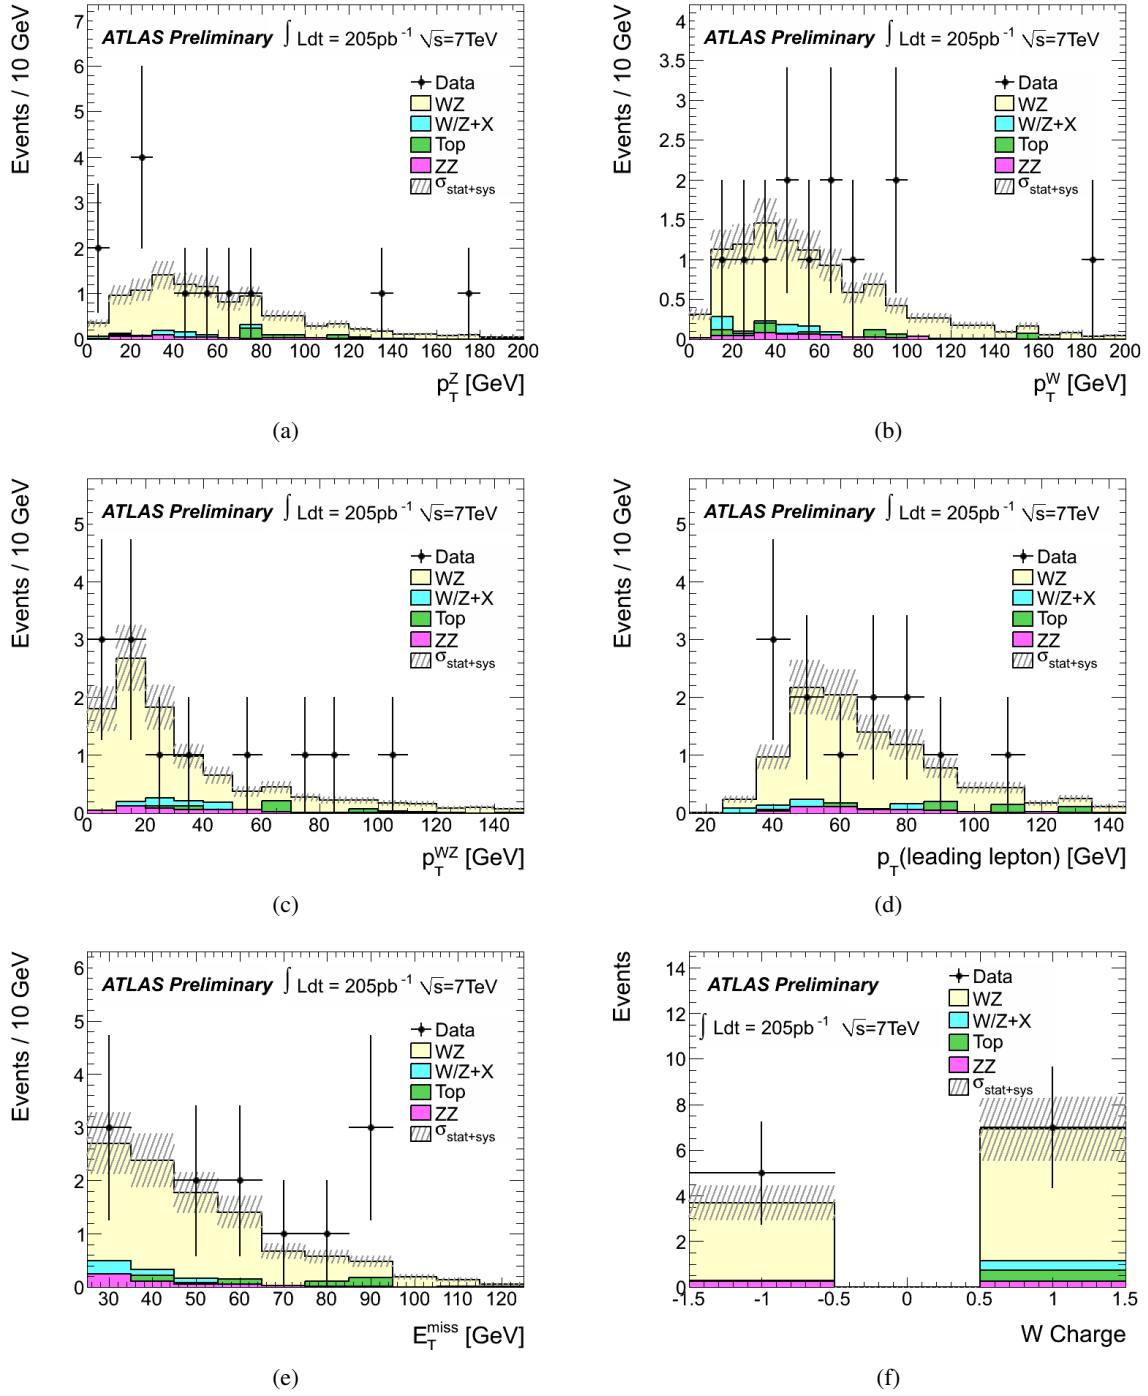 Events / 10 GeV
7
6
5
4
3
2
1
0
ATLAS Preliminary ∫ Ldt = 205pb⁻¹ √s=7TeV
Data
WZ
W/Z+X
Top
ZZ
σstat+sys
0 20 40 60 80 100 120 140 160 180 200
p_T^Z [GeV]
(a)
Events / 10 GeV
4
3.5
3
2.5
2
1.5
1
0.5
0
ATLAS Preliminary ∫ Ldt = 205pb⁻¹ √s=7TeV
Data
WZ
W/Z+X
Top
ZZ
σstat+sys
0 20 40 60 80 100 120 140 160 180 200
p_T^W [GeV]
(b)
Events / 10 GeV
5
4
3
2
1
0
ATLAS Preliminary ∫ Ldt = 205pb⁻¹ √s=7TeV
Data
WZ
W/Z+X
Top
ZZ
σstat+sys
0 20 40 60 80 100 120 140
p_T^WZ [GeV]
(c)
Events / 10 GeV
5
4
3
2
1
0
ATLAS Preliminary ∫ Ldt = 205pb⁻¹ √s=7TeV
Data
WZ
W/Z+X
Top
ZZ
σstat+sys
20 40 60 80 100 120 140
p_T(leading lepton) [GeV]
(d)
Events / 10 GeV
6
5
4
3
2
1
0
ATLAS Preliminary ∫ Ldt = 205pb⁻¹ √s=7TeV
Data
WZ
W/Z+X
Top
ZZ
σstat+sys
30 40 50 60 70 80 90 100 110 120
E_T^miss [GeV]
(e)
Events
14
12
10
8
6
4
2
0
ATLAS Preliminary
∫ Ldt = 205pb⁻¹ √s=7TeV
Data
WZ
W/Z+X
Top
ZZ
σstat+sys
-1.5 -1 -0.5 0 0.5 1 1.5
W Charge
(f)